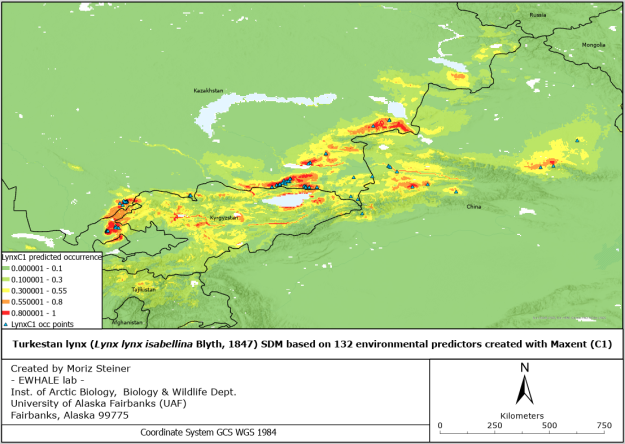 Russia
Mongolia
Kazakhstan
Kyrgyzstan
China
Tajikistan
Afghanistan
LynxC1 predicted occurrence
0.000001 - 0.1
0.100001 - 0.3
0.300001 - 0.55
0.550001 - 0.8
0.800001 - 1
LynxC1 occ points
Turkestan lynx (Lynx lynx isabellina Blyth, 1847) SDM based on 132 environmental predictors created with Maxent (C1)
Created by Moriz Steiner
- EWHALE lab -
Inst. of Arctic Biology, Biology & Wildlife Dept.
University of Alaska Fairbanks (UAF)
Fairbanks, Alaska 99775
Coordinate System GCS WGS 1984
N
Kilometers
0 250 500 750